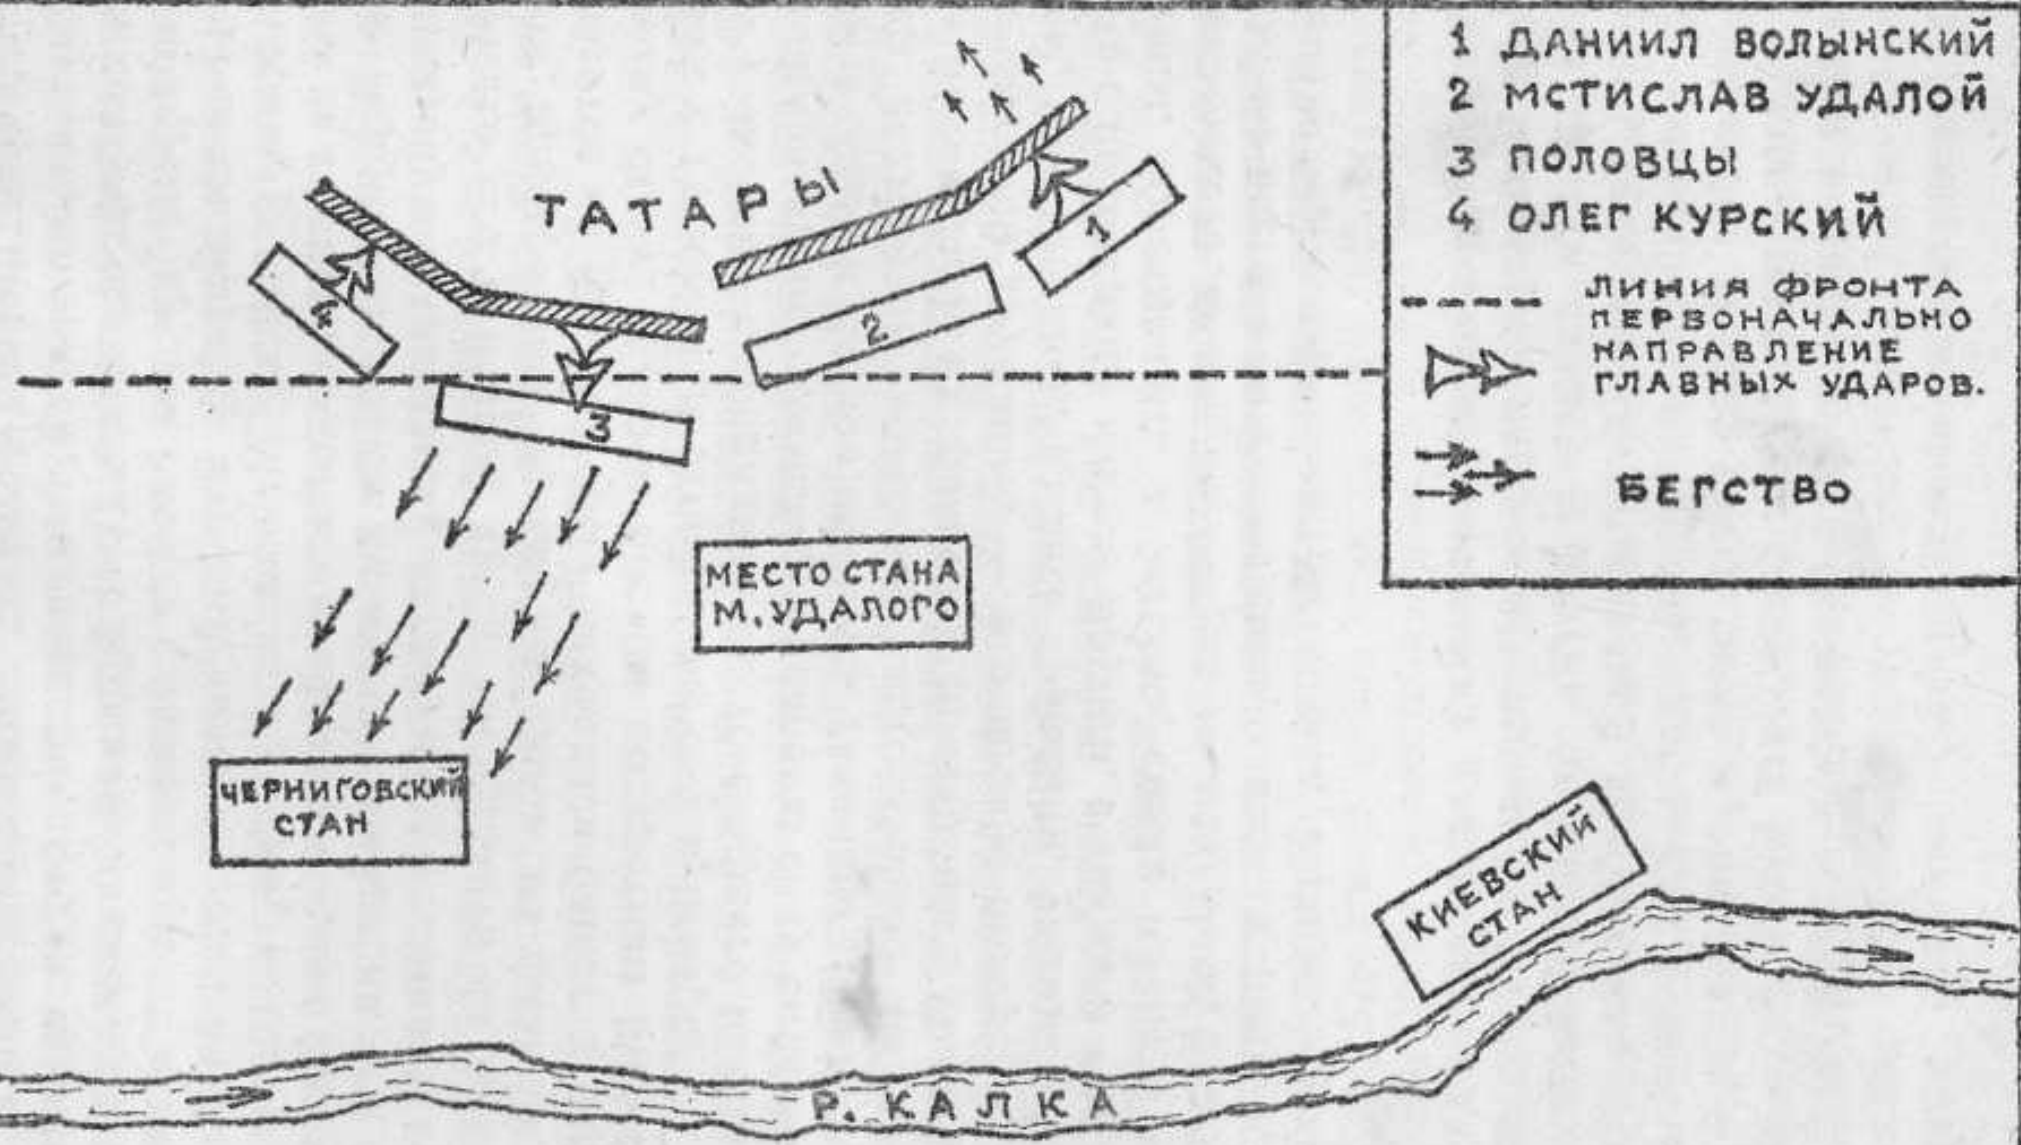 1 ДАНИИЛ ВОЛЫНСКИЙ
2 МСТИСЛАВ УДАЛОЙ
3 ПОЛОВЦЫ
4 ОЛЕГ КУРСКИЙ
ЛИНИЯ ФРОНТА
ПЕРВОНАЧАЛЬНО
НАПРАВЛЕНИЕ
ГЛАВНЫХ УДАРОВ.
БЕГСТВО
ТАТАРЫ
1
2
3
4
МЕСТО СТАНА
М. УДАЛОГО
ЧЕРНИГОВСКИЙ
СТАН
КИЕВСКИЙ
СТАН
Р. КАЛКА